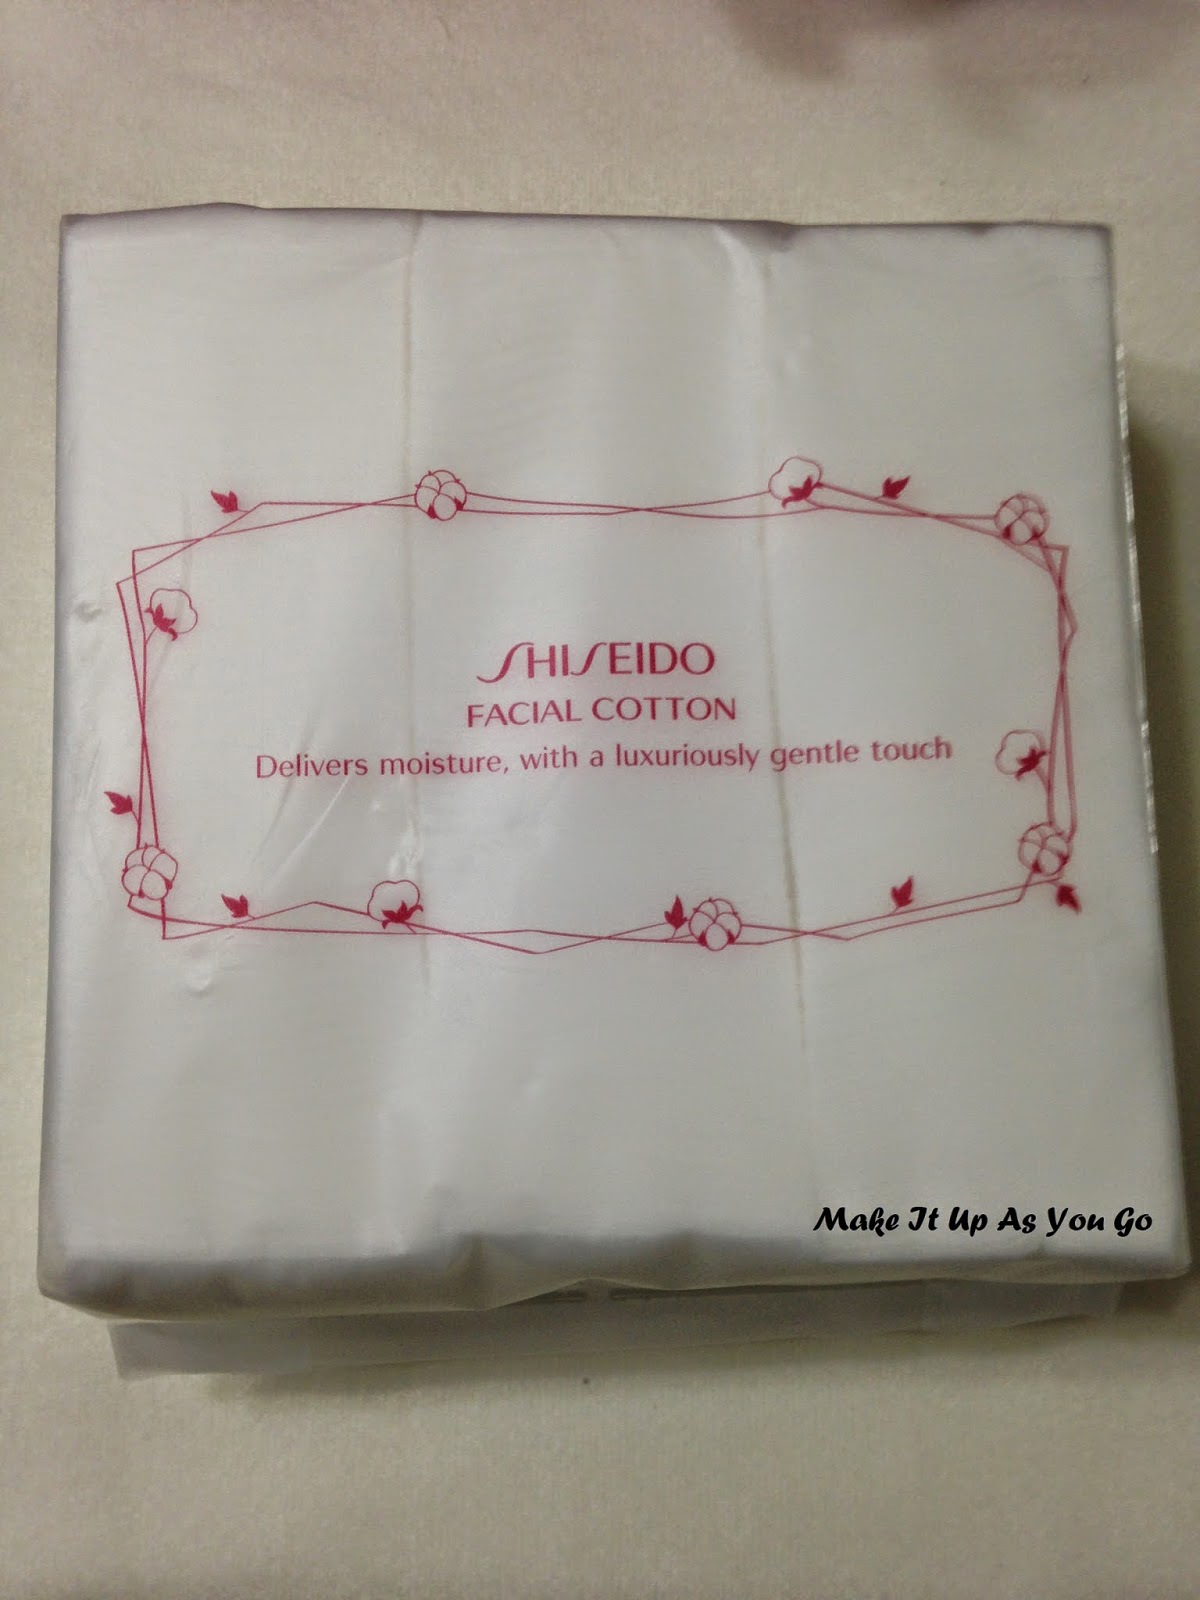 SHISEIDO
FACIAL COTTON
Delivers moisture, with a luxuriously gentle touch
Make It Up As You Go